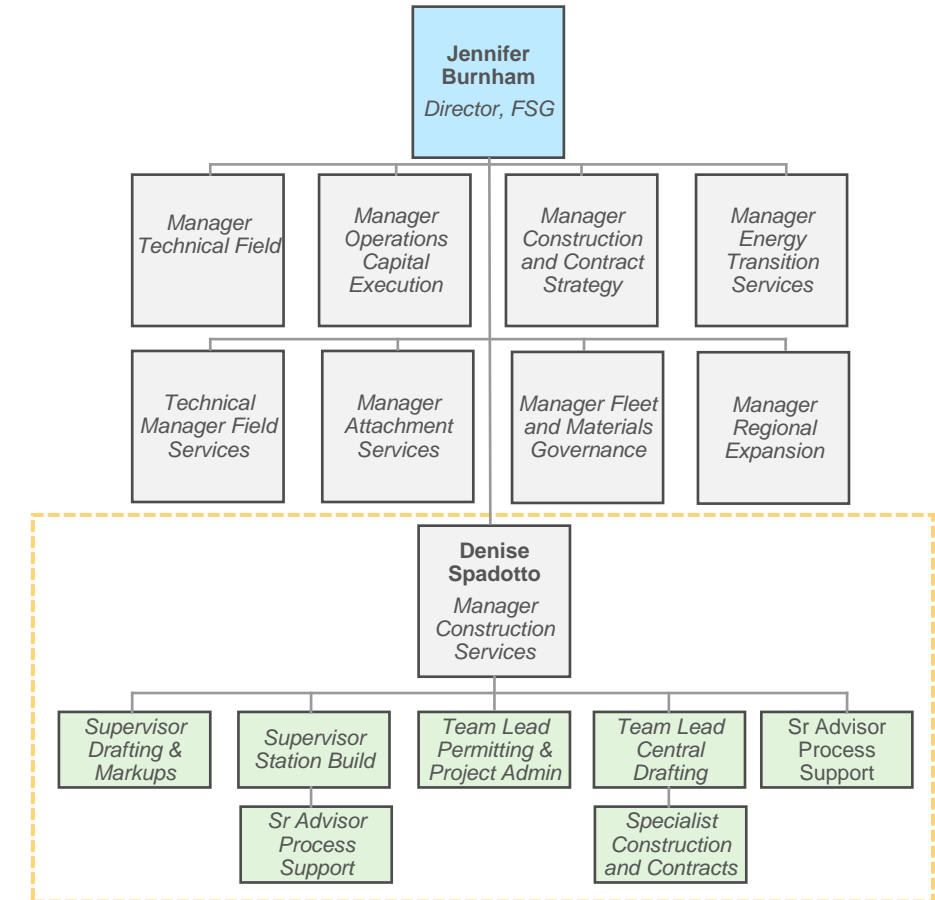 Jennifer
Burnham
Director, FSG
Manager
Technical Field
Manager
Operations
Capital
Execution
Manager
Construction
and Contract
Strategy
Manager
Energy
Transition
Services
Technical
Manager Field
Services
Manager
Attachment
Services
Manager Fleet
and Materials
Governance
Manager
Regional
Expansion
Denise
Spadotto
Manager
Construction
Services
Supervisor
Drafting &
Markups
Supervisor
Station Build
Team Lead
Permitting &
Project Admin
Team Lead
Central
Drafting
Sr Advisor
Process
Support
Sr Advisor
Process
Support
Specialist
Construction
and Contracts